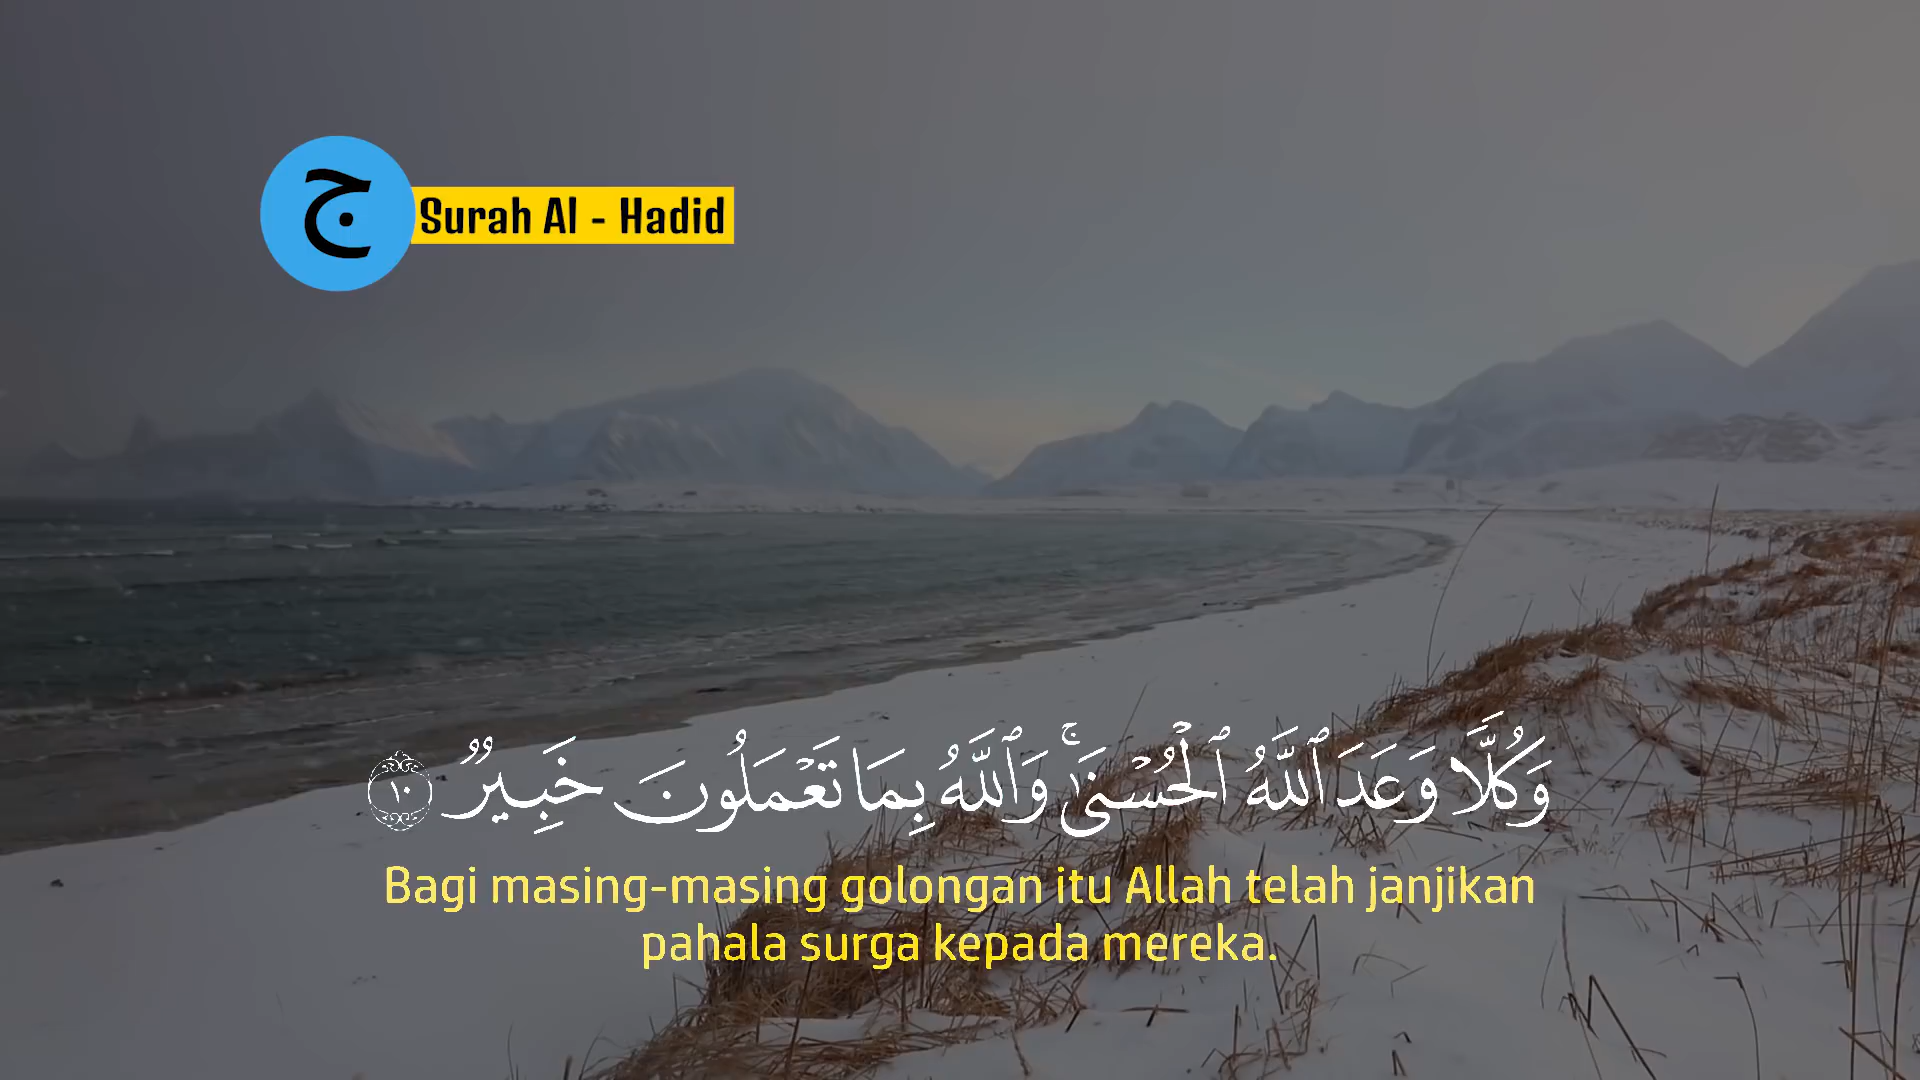 ج
Surah Al - Hadid
وَكُلًّا وَعَدَ ٱللَّهُ ٱلْحُسْنَىٰ ۚ وَٱللَّهُ بِمَا تَعْمَلُونَ خَبِيرٌ ١٠
Bagi masing-masing golongan itu Allah telah janjikan
pahala surga kepada mereka.